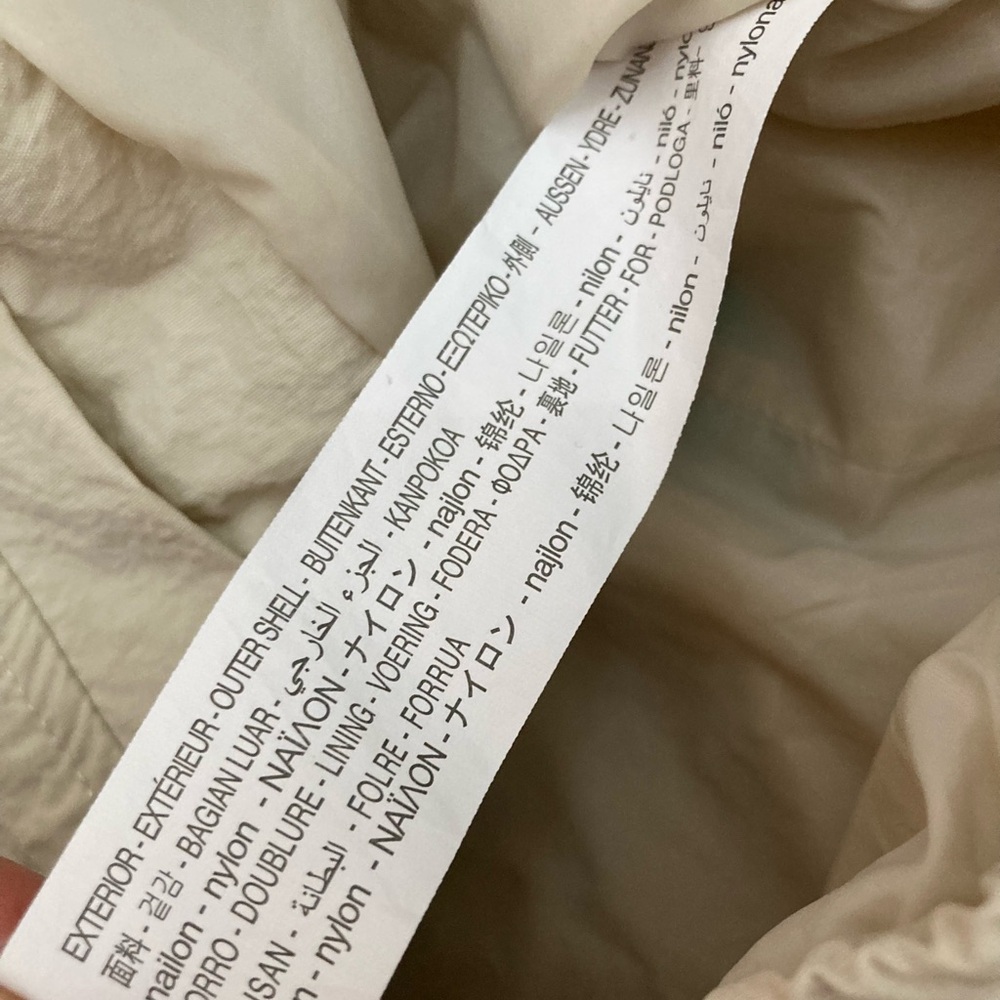 EXTERIOR - EXTÉRIEUR - OUTER SHELL - BUITENKANT - ESTERNO - ΕΞΩΤΕΡΙΚΟ - 外側 - AUSSEN - YDRE - ZUNAN
面料 - 겉감 - BAGIAN LUAR - الجزء الخارجي - KANPOKOA
nailon - nylon - ΝΑΪΛΟΝ - ナイロン - najlon - 锦纶 - 나일론 - nilon - نايلون - niló - nylo
ORRO - DOUBLURE - LINING - VOERING - FODERA - ΦΟΔΡΑ - 裏地 - FUTTER - FOR - PODLOGA - 里料
ISAN - البطانة - FOLRE - FORRUA
n - nylon - ΝΑΪΛΟΝ - ナイロン - najlon - 锦纶 - 나일론 - nilon - نايلون - niló - nylona